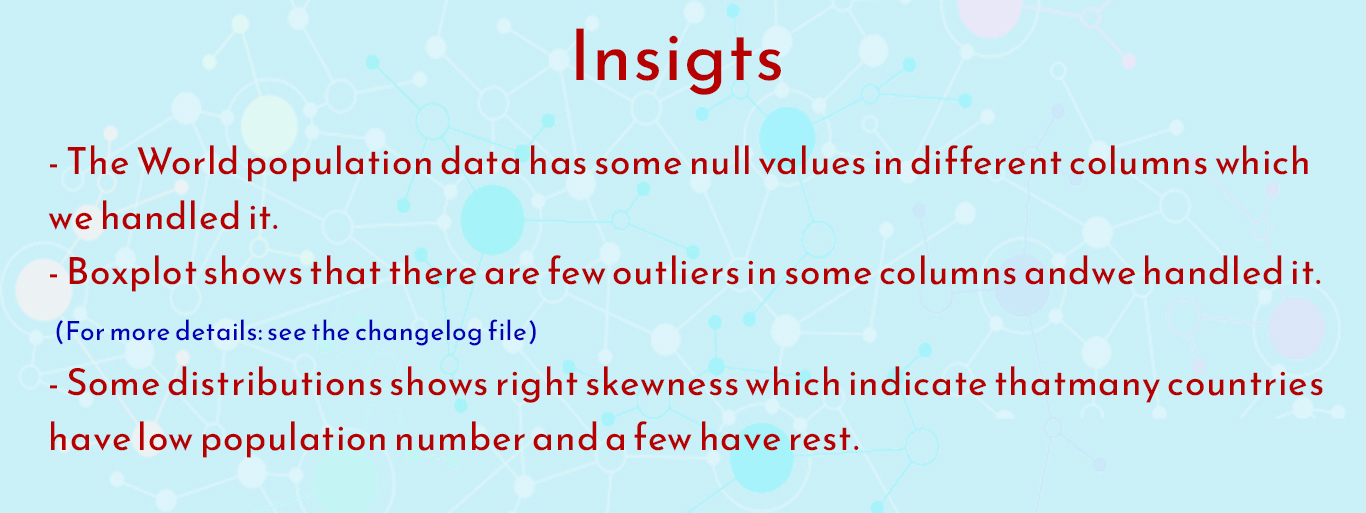 Insigts
- The World population data has some null values in different columns which
we handled it.
- Boxplot shows that there are few outliers in some columns andwe handled it.
(For more details: see the changelog file)
- Some distributions shows right skewness which indicate thatmany countries
have low population number and a few have rest.